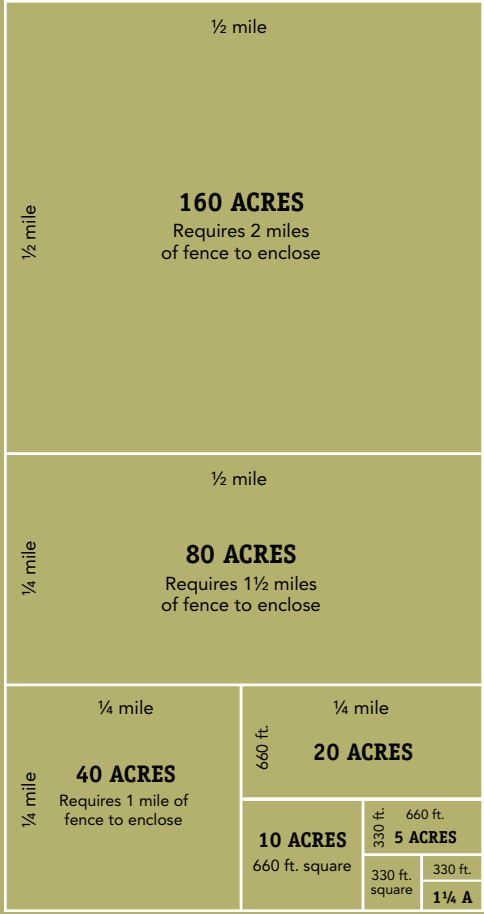 ½ mile
½ mile
160 ACRES
Requires 2 miles
of fence to enclose
½ mile
¼ mile
80 ACRES
Requires 1½ miles
of fence to enclose
¼ mile
¼ mile
40 ACRES
Requires 1 mile of
fence to enclose
¼ mile
660 ft.
20 ACRES
10 ACRES
660 ft. square
660 ft.
330 ft.
5 ACRES
330 ft.
square
330 ft.
1¼ A